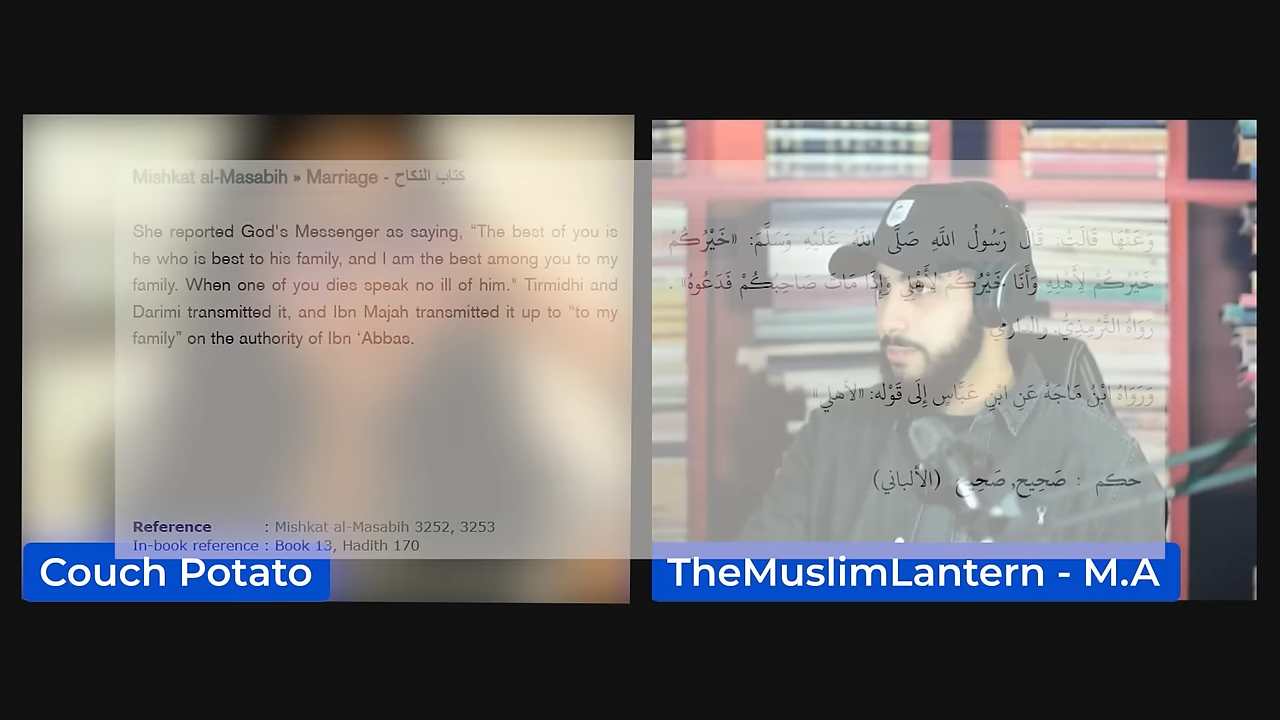 Mishkat al-Masabih » Marriage - كتاب النكاح
She reported God's Messenger as saying, “The best of you is
he who is best to his family, and I am the best among you to my
family. When one of you dies speak no ill of him." Tirmidhi and
Darimi transmitted it, and Ibn Majah transmitted it up to “to my
family” on the authority of Ibn ‘Abbas.
وَعَنْهَا قَالَتْ: قَالَ رَسُولُ اللَّهِ صَلَّى اللَّهُ عَلَيْهِ وَسَلَّمَ: «خَيْرُكُمْ
خَيْرُكُمْ لِأَهْلِهِ وَأَنَا خَيْرُكُمْ لِأَهْلِي وَإِذَا مَاتَ صَاحِبُكُمْ فَدَعُوهُ» .
رَوَاهُ التِّرْمِذِيُّ. والدارمي
وَرَوَاهُ ابْنُ مَاجَهْ عَنِ ابْنِ عَبَّاسٍ إِلَى قَوْله: «لأهلي»
حكم : صَحِيح, صَحِيح (الألباني)
Reference : Mishkat al-Masabih 3252, 3253
In-book reference : Book 13, Hadith 170
Couch Potato
TheMuslimLantern - M.A